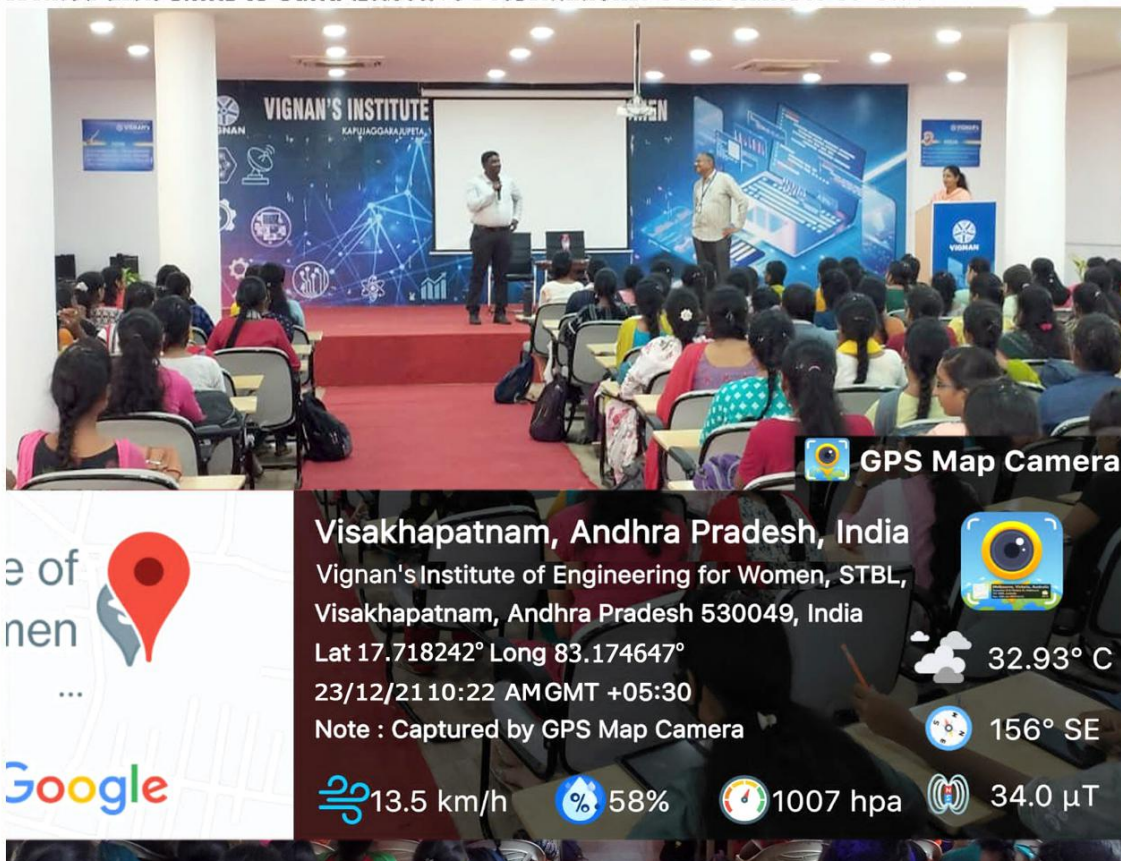 VIGNAN'S INSTITUTE
MEN
KAPUJAGGARAJUPETA,
VIGNAN
GPS Map Camera
Visakhapatnam, Andhra Pradesh, India
Vignan's Institute of Engineering for Women, STBL,
Visakhapatnam, Andhra Pradesh 530049, India
Lat 17.718242° Long 83.174647°
23/12/21 10:22 AM GMT +05:30
Note : Captured by GPS Map Camera
e of
men
...
Google
32.93° C
156° SE
13.5 km/h
58%
1007 hpa
34.0 µT